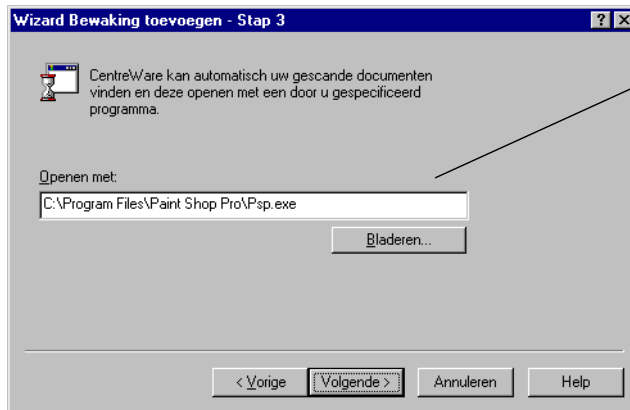 Wizard Bewaking toevoegen - Stap 3
CentreWare kan automatisch uw gescande documenten
vinden en deze openen met een door u gespecificeerd
programma.
Openen met:
C:\Program Files\Paint Shop Pro\Psp.exe
Bladeren...
< Vorige Volgende > Annuleren Help